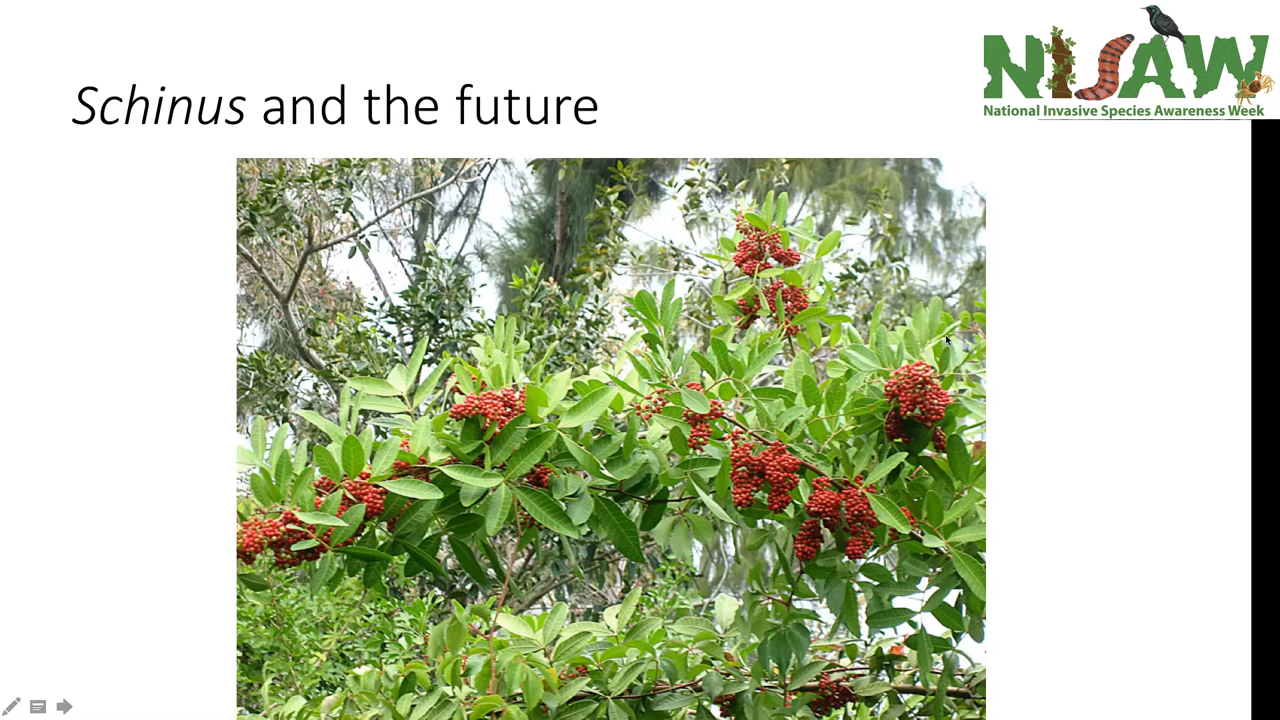 NISAW
National Invasive Species Awareness Week
Schinus and the future